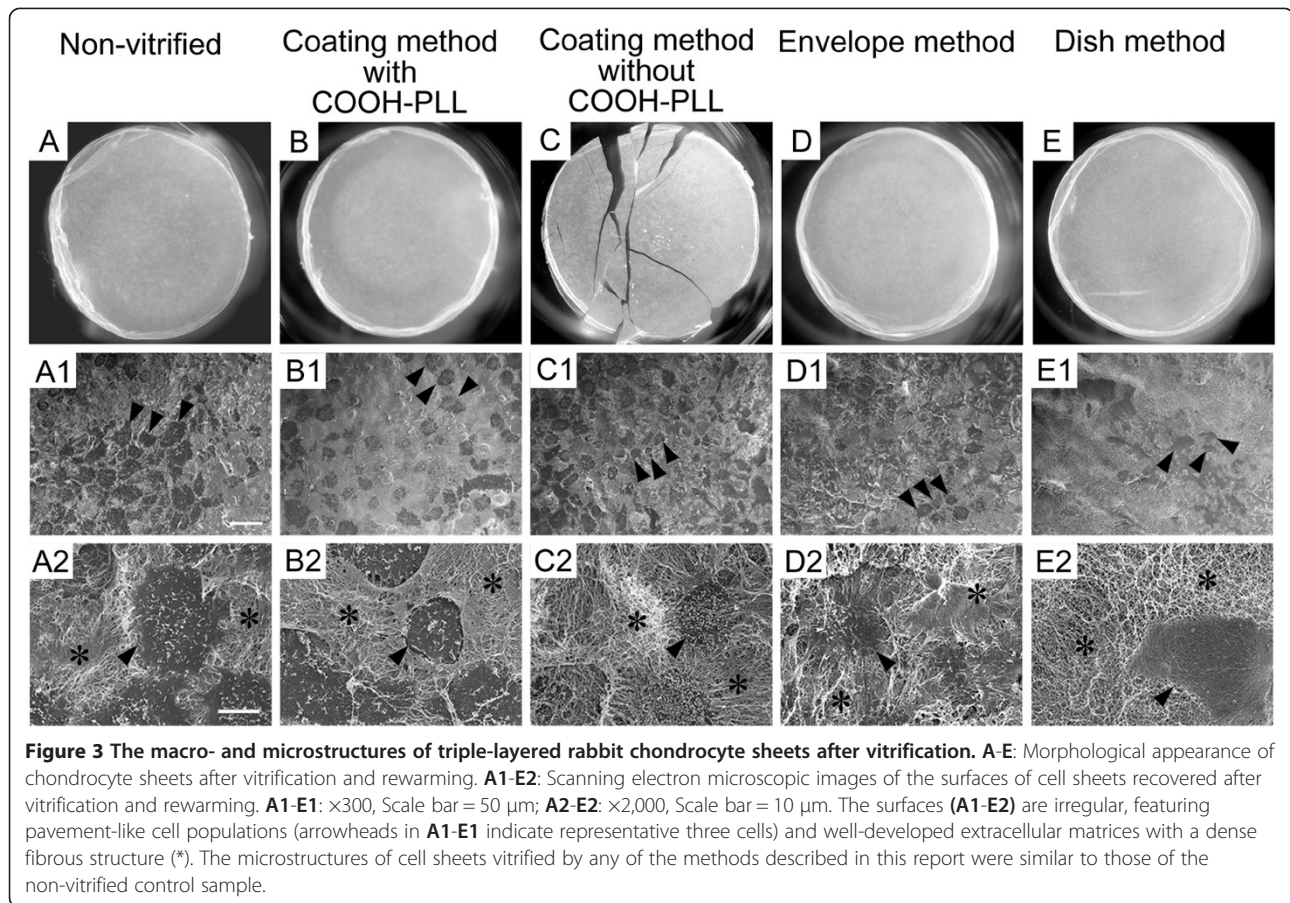 Non-vitrified
Coating method
with
COOH-PLL
Coating method
without
COOH-PLL
Envelope method
Dish method
A
B
C
D
E
A1
B1
C1
D1
E1
A2
B2
C2
D2
E2
* * * * * * * * * *
Figure 3 The macro- and microstructures of triple-layered rabbit chondrocyte sheets after vitrification. A-E: Morphological appearance of
chondrocyte sheets after vitrification and rewarming. A1-E2: Scanning electron microscopic images of the surfaces of cell sheets recovered after
vitrification and rewarming. A1-E1: ×300, Scale bar = 50 μm; A2-E2: ×2,000, Scale bar = 10 μm. The surfaces (A1-E2) are irregular, featuring
pavement-like cell populations (arrowheads in A1-E1 indicate representative three cells) and well-developed extracellular matrices with a dense
fibrous structure (*). The microstructures of cell sheets vitrified by any of the methods described in this report were similar to those of the
non-vitrified control sample.